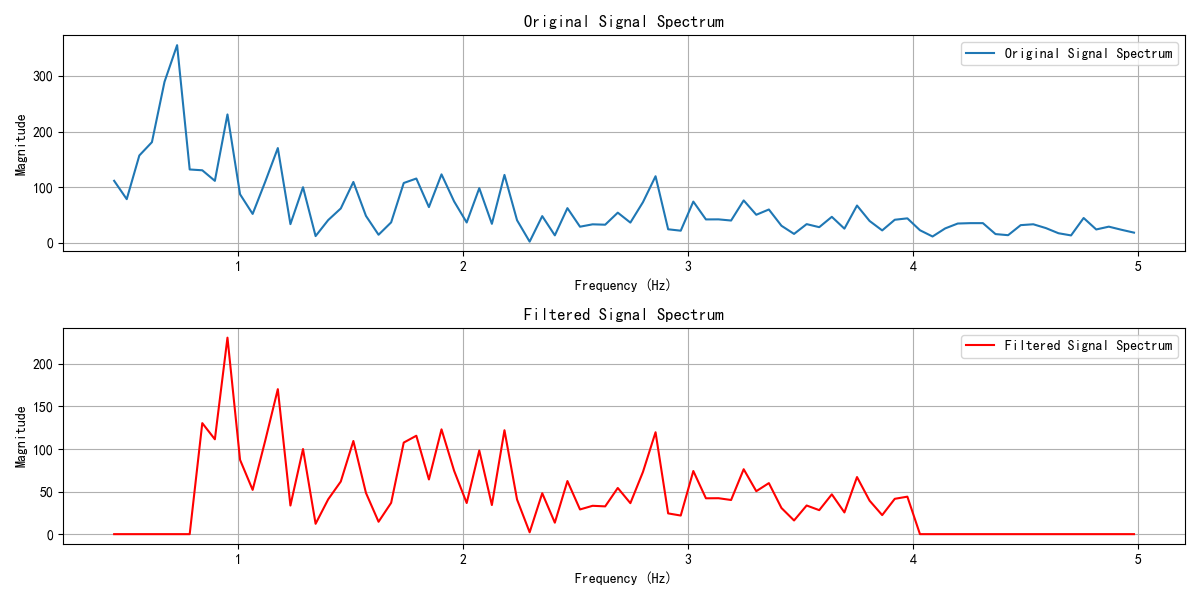 Original Signal Spectrum
Original Signal Spectrum
Magnitude
300
200
100
0
1 2 3 4 5
Frequency (Hz)
Filtered Signal Spectrum
Filtered Signal Spectrum
Magnitude
200
150
100
50
0
1 2 3 4 5
Frequency (Hz)